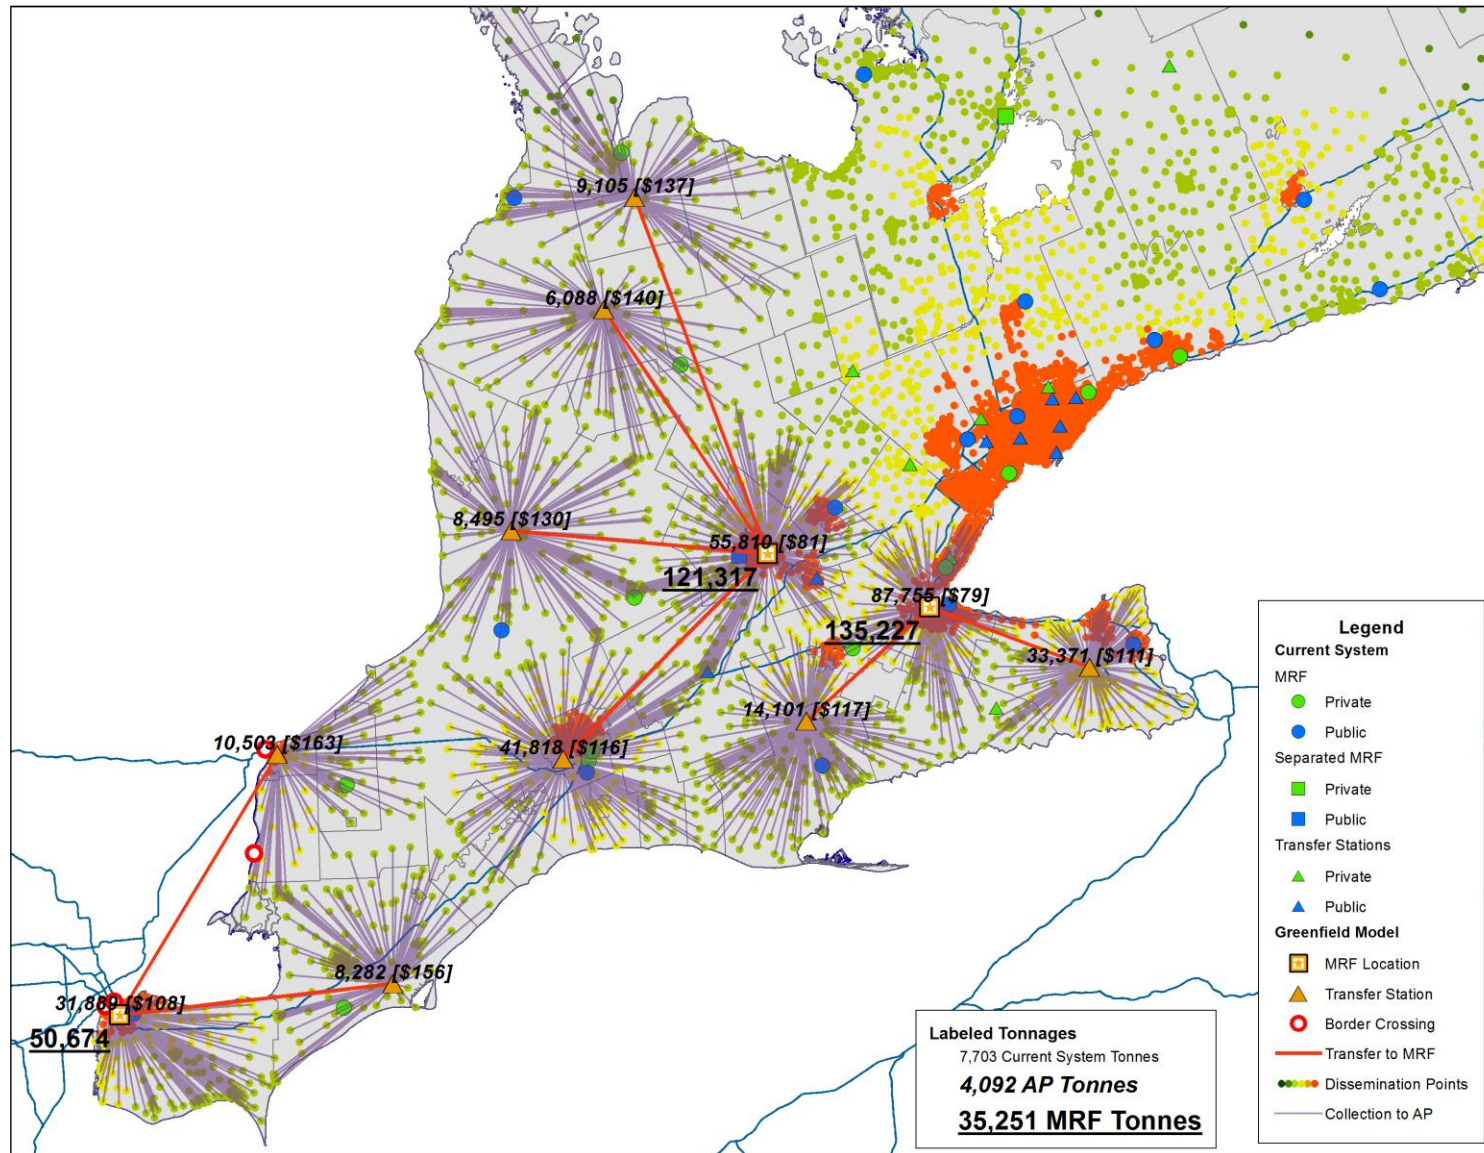 9,105 [$137]
6,088 [$140]
8,495 [$130]
55,810 [$81]
121,317
87,755 [$79]
135,227
33,371 [$111]
14,101 [$117]
10,503 [$163]
41,818 [$116]
8,282 [$156]
31,889 [$108]
50,674
Labeled Tonnages
7,703 Current System Tonnes
4,092 AP Tonnes
35,251 MRF Tonnes
Legend
Current System
MRF
Private
Public
Separated MRF
Private
Public
Transfer Stations
Private
Public
Greenfield Model
MRF Location
Transfer Station
Border Crossing
Transfer to MRF
Dissemination Points
Collection to AP